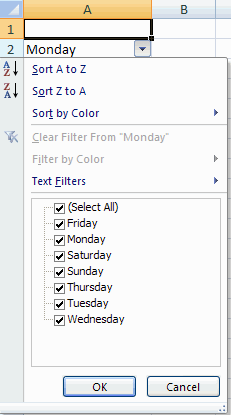 A B
1
2 Monday
A Z Sort A to Z
Z A Sort Z to A
Sort by Color
Clear Filter From "Monday"
Filter by Color
Text Filters
(Select All)
Friday
Monday
Saturday
Sunday
Thursday
Tuesday
Wednesday
OK Cancel